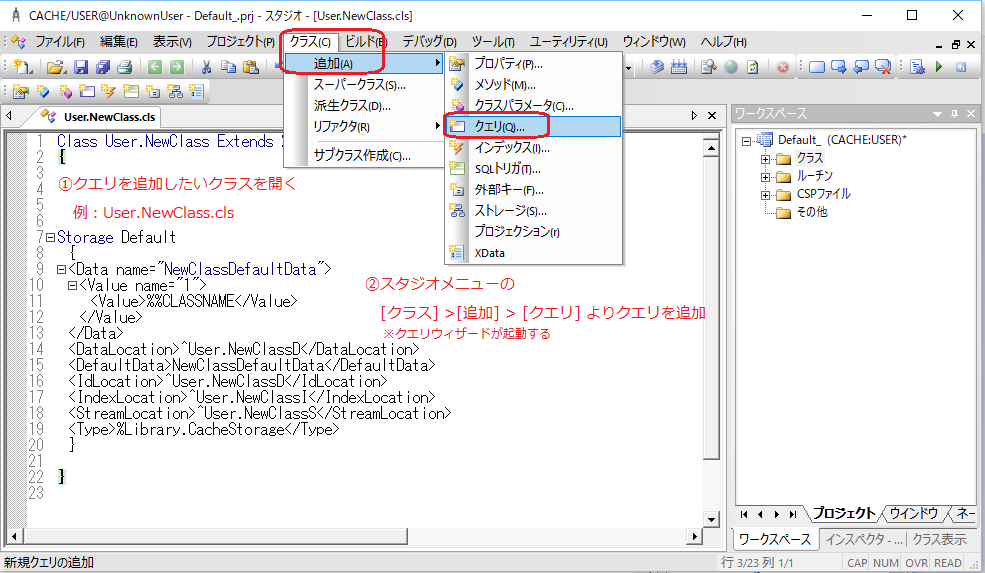 CACHE/USER@UnknownUser - Default_.prj - スタジオ - [User.NewClass.cls]
ファイル(F) 編集(E) 表示(V) プロジェクト(P) クラス(C) ビルド(B) デバッグ(D) ツール(T) ユーティリティ(U) ウィンドウ(W) ヘルプ(H)
追加(A)
スーパークラス(S)...
派生クラス(D)...
リファクタ(R)
サブクラス作成(C)...
プロパティ(P)...
メソッド(M)...
クラスパラメータ(C)...
クエリ(Q)...
インデックス(I)...
SQLトリガ(T)...
外部キー(F)...
ストレージ(S)...
プロジェクション(r)
XData
User.NewClass.cls
1 Class User.NewClass Extends
2 {
3
4
①クエリを追加したいクラスを開く
5
例：User.NewClass.cls
6
7 Storage Default
8 {
9 <Data name="NewClassDefaultData">
10 <Value name="1">
11 <Value>%%CLASSNAME</Value>
12 </Value>
13 </Data>
14 <DataLocation>^User.NewClassD</DataLocation>
15 <DefaultData>NewClassDefaultData</DefaultData>
16 <IdLocation>^User.NewClassD</IdLocation>
17 <IndexLocation>^User.NewClassI</IndexLocation>
18 <StreamLocation>^User.NewClassS</StreamLocation>
19 <Type>%Library.CacheStorage</Type>
20 }
21
22 }
23
②スタジオメニューの
[クラス] >[追加] > [クエリ] よりクエリを追加
※クエリウィザードが起動する
ワークスペース
Default_ (CACHE:USER)*
クラス
ルーチン
CSPファイル
その他
プロジェクト ウインドウ ネー
ワークスペース インスペクタ - ... クラス表示
新規クエリの追加
行 3/23 列 1/1 CAP NUM OVR READ